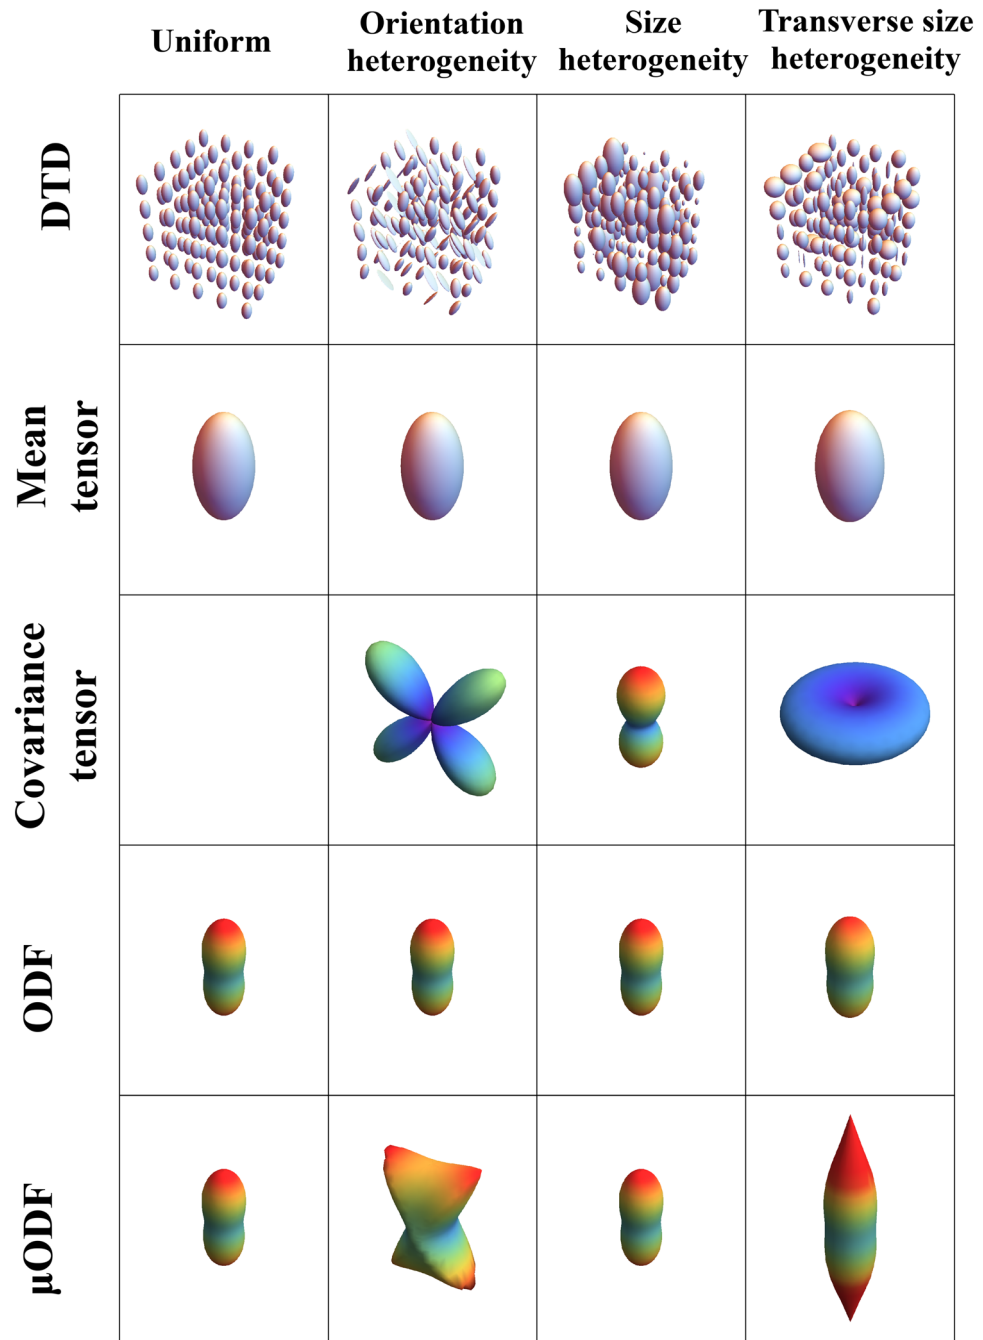 Uniform
Orientation
heterogeneity
Size
heterogeneity
Transverse size
heterogeneity
DTD
Mean
tensor
Covariance
tensor
ODF
μODF